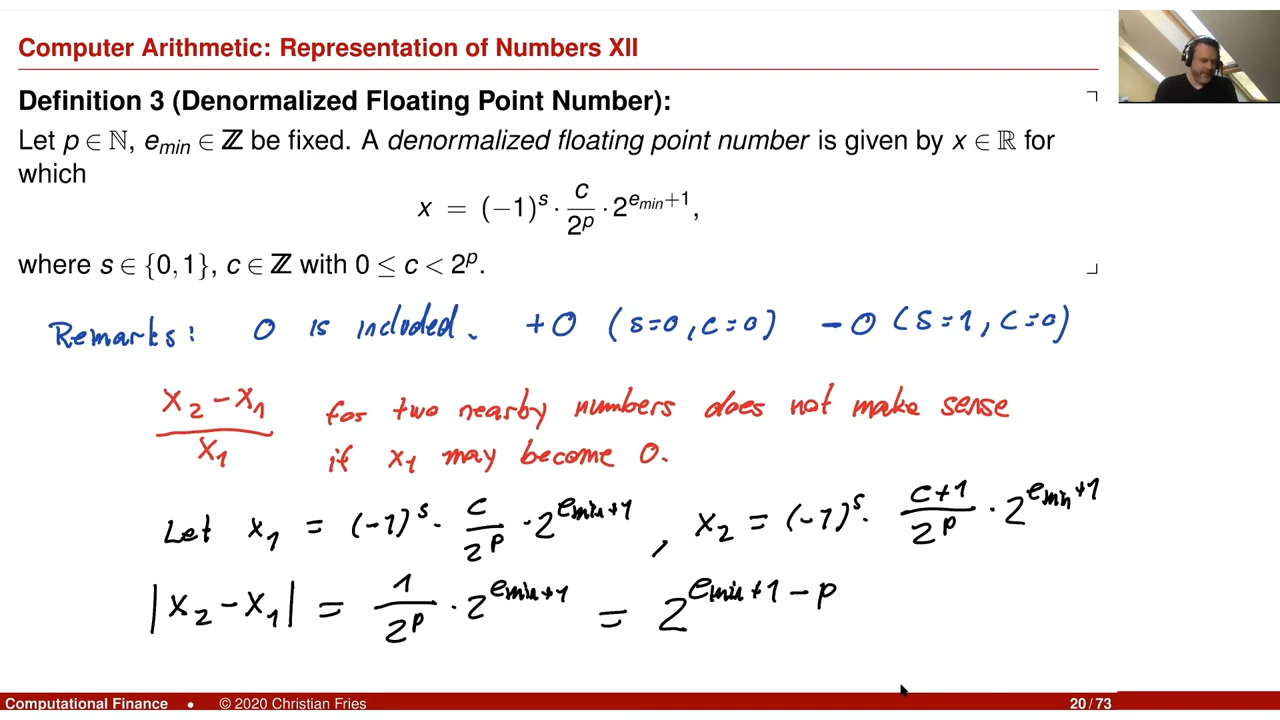 Computer Arithmetic: Representation of Numbers XII
Definition 3 (Denormalized Floating Point Number):
Let p ∈ ℕ, e_min ∈ ℤ be fixed. A denormalized floating point number is given by x ∈ ℝ for
which
x = (−1)^s · c/2^p · 2^{e_min+1},
where s ∈ {0,1}, c ∈ ℤ with 0 ≤ c < 2^p.
Remarks: 0 is included. +0 (s=0, c=0) −0 (s=1, c=0)
(x₂ − x₁)/x₁ for two nearby numbers does not make sense
if x₁ may become 0.
Let x₁ = (−1)^s · c/2^p · 2^{e_min+1}, x₂ = (−1)^s · (c+1)/2^p · 2^{e_min+1}
|x₂ − x₁| = 1/2^p · 2^{e_min+1} = 2^{e_min+1−p}
Computational Finance • © 2020 Christian Fries 20/73